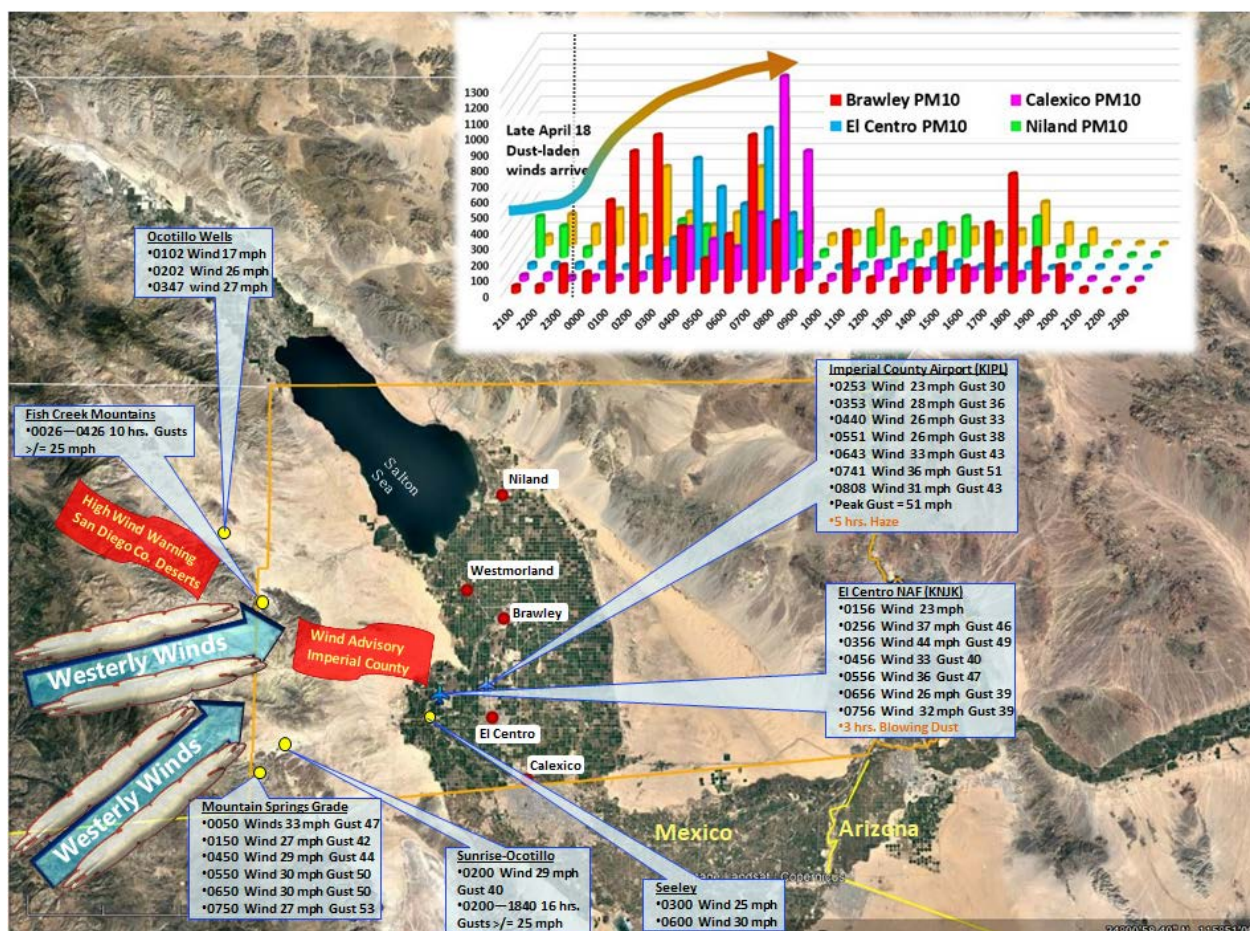 1300
1200
1100
1000
900
800
700
600
500
400
300
200
100
0
Late April 18
Dust-laden
winds arrive
Brawley PM10
Calexico PM10
El Centro PM10
Niland PM10
2100
2200
2300
0000
0100
0200
0300
0400
0500
0600
0700
0800
0900
1000
1100
1200
1300
1400
1500
1600
1700
1800
1900
2000
2100
2200
2300
Ocotillo Wells
•0102 Wind 17 mph
•0202 Wind 26 mph
•0347 wind 27 mph
Fish Creek Mountains
•0026—0426 10 hrs. Gusts
>/= 25 mph
High Wind Warning
San Diego Co. Deserts
Salton
Sea
Niland
Westmorland
Brawley
El Centro
Calexico
Wind Advisory
Imperial County
Westerly Winds
Westerly Winds
Imperial County Airport (KIPL)
•0253 Wind 23 mph Gust 30
•0353 Wind 28 mph Gust 36
•0440 Wind 26 mph Gust 33
•0551 Wind 26 mph Gust 38
•0643 Wind 33 mph Gust 43
•0741 Wind 36 mph Gust 51
•0808 Wind 31 mph Gust 43
•Peak Gust = 51 mph
•5 hrs. Haze
El Centro NAF (KNJK)
•0156 Wind 23 mph
•0256 Wind 37 mph Gust 46
•0356 Wind 44 mph Gust 49
•0456 Wind 33 Gust 40
•0556 Wind 36 Gust 47
•0656 Wind 26 mph Gust 39
•0756 Wind 32 mph Gust 39
•3 hrs. Blowing Dust
Mountain Springs Grade
•0050 Winds 33 mph Gust 47
•0150 Wind 27 mph Gust 42
•0450 Wind 29 mph Gust 44
•0550 Wind 30 mph Gust 50
•0650 Wind 30 mph Gust 50
•0750 Wind 27 mph Gust 53
Sunrise-Ocotillo
•0200 Wind 29 mph
Gust 40
•0200—1840 16 hrs.
Gusts >/= 25 mph
Seeley
•0300 Wind 25 mph
•0600 Wind 30 mph
Mexico
Arizona
Landsat / Copernicus